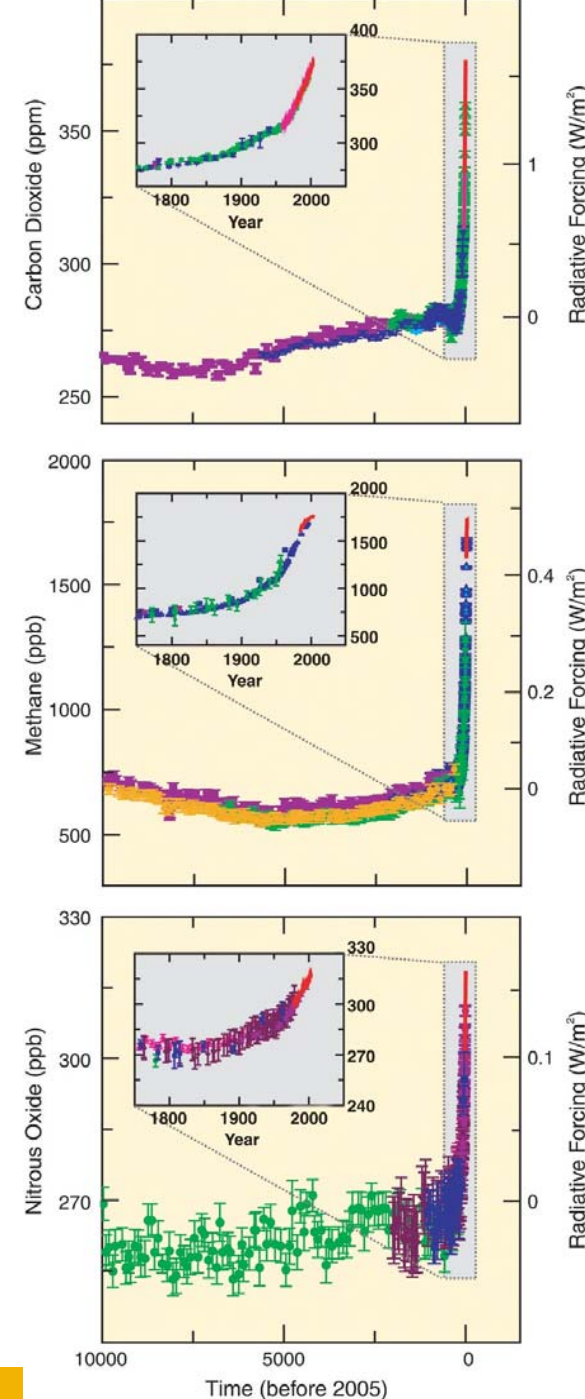 400
350
300
1800 1900 2000
Year
350
300
250
Carbon Dioxide (ppm)
1
0
Radiative Forcing (W/m²)
2000
1500
1000
500
Methane (ppb)
2000
1500
1000
500
1800 1900 2000
Year
0.4
0.2
0
Radiative Forcing (W/m²)
330
300
270
Nitrous Oxide (ppb)
330
300
270
240
1800 1900 2000
Year
0.1
0
Radiative Forcing (W/m²)
10000 5000 0
Time (before 2005)